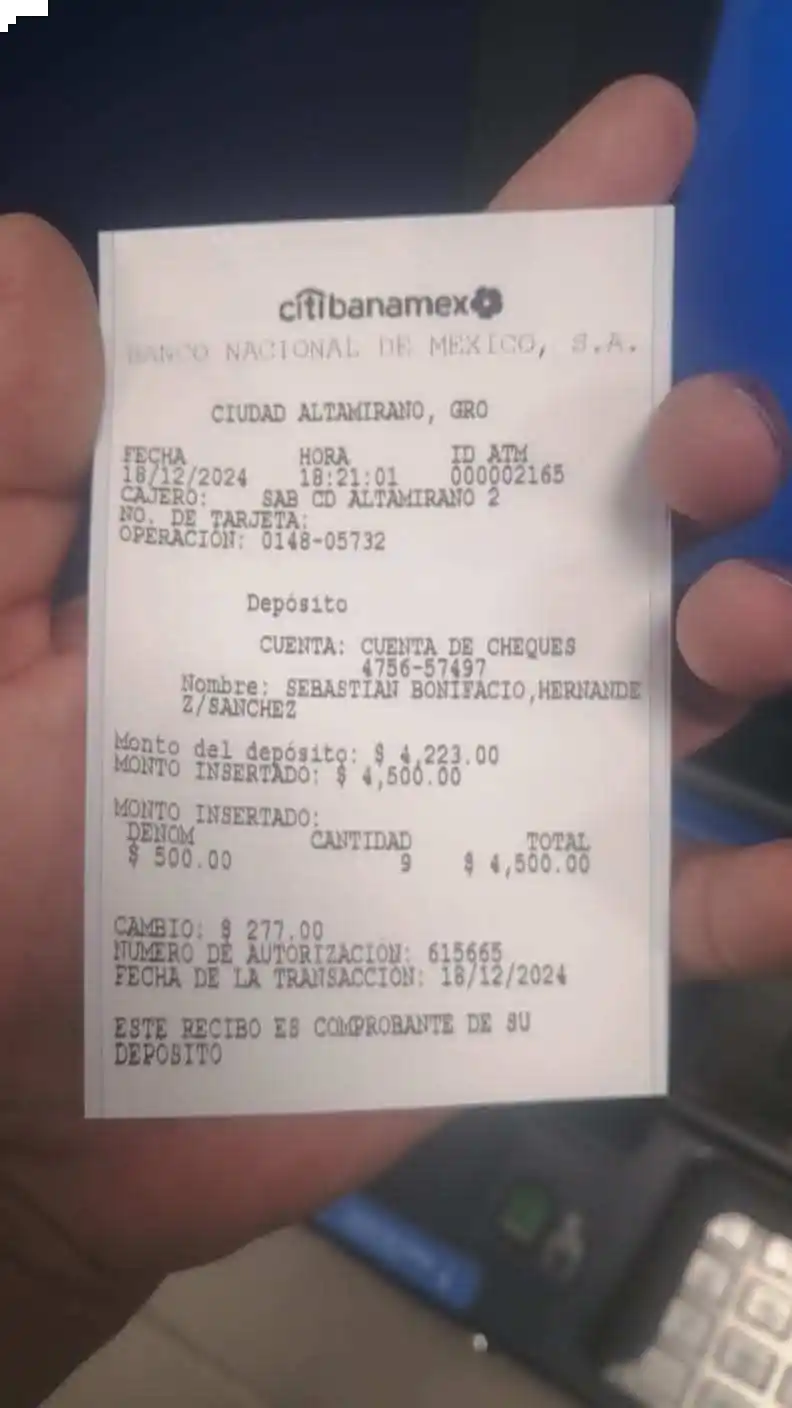 citibanamex
BANCO NACIONAL DE MEXICO, S.A.
CIUDAD ALTAMIRANO, GRO
FECHA HORA ID ATM
18/12/2024 18:21:01 000002165
CAJERO: SAB CD ALTAMIRANO 2
NO. DE TARJETA:
OPERACION: 0148-05732
Depósito
CUENTA: CUENTA DE CHEQUES
4756-57497
Nombre: SEBASTIAN BONIFACIO,HERNANDE
Z/SANCHEZ
Monto del depósito: $ 4,223.00
MONTO INSERTADO: $ 4,500.00
MONTO INSERTADO:
DENOM CANTIDAD TOTAL
$ 500.00 9 $ 4,500.00
CAMBIO: $ 277.00
NUMERO DE AUTORIZACION: 615665
FECHA DE LA TRANSACCION: 18/12/2024
ESTE RECIBO ES COMPROBANTE DE SU
DEPOSITO